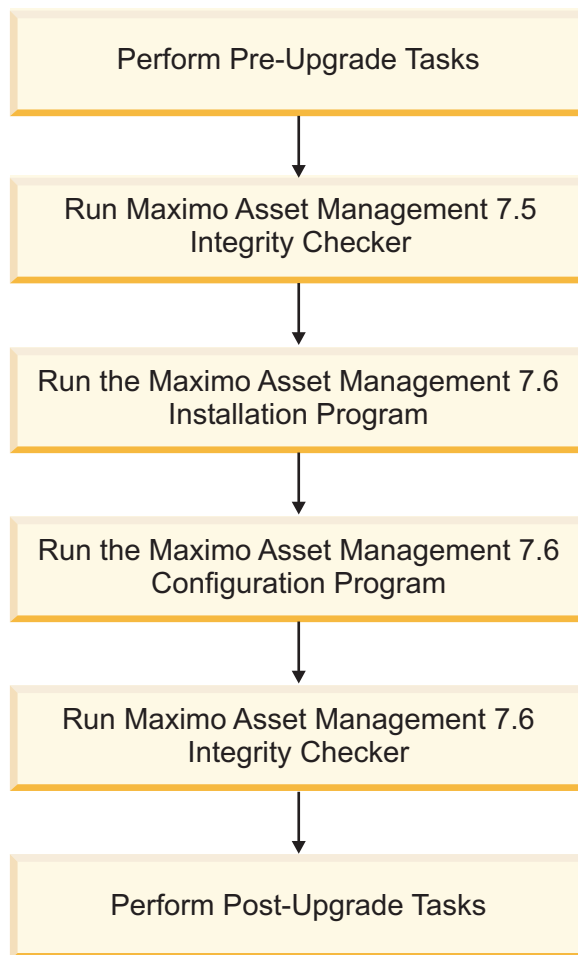 Perform Pre-Upgrade Tasks
Run Maximo Asset Management 7.5
Integrity Checker
Run the Maximo Asset Management 7.6
Installation Program
Run the Maximo Asset Management 7.6
Configuration Program
Run Maximo Asset Management 7.6
Integrity Checker
Perform Post-Upgrade Tasks